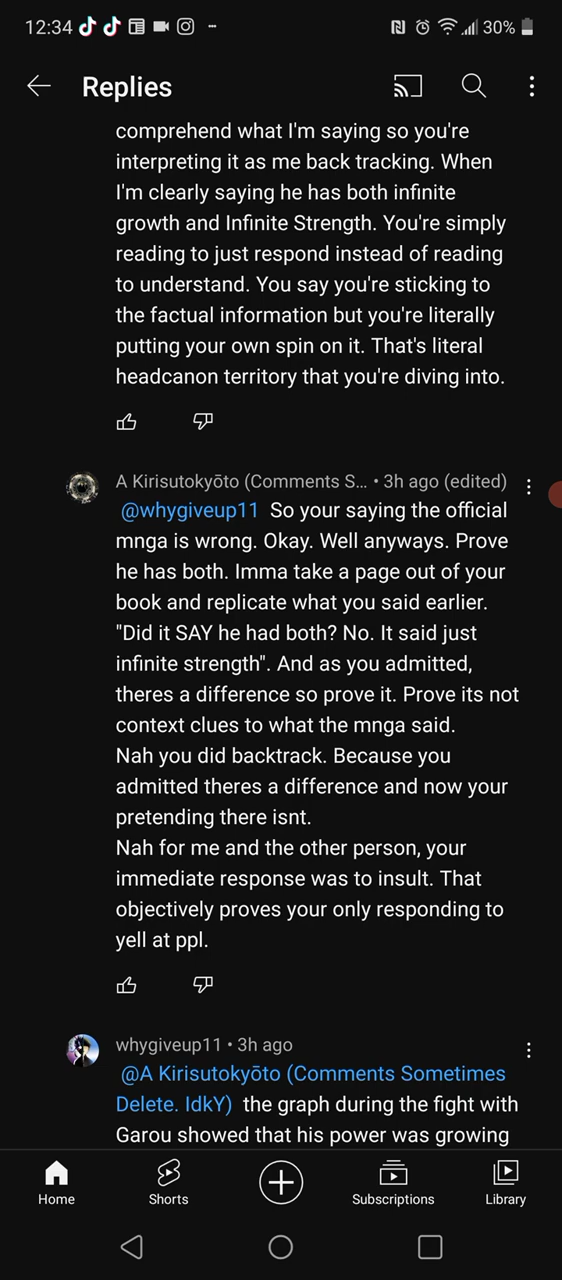 12:34 30%
Replies
comprehend what I'm saying so you're
interpreting it as me back tracking. When
I'm clearly saying he has both infinite
growth and Infinite Strength. You're simply
reading to just respond instead of reading
to understand. You say you're sticking to
the factual information but you're literally
putting your own spin on it. That's literal
headcanon territory that you're diving into.
A Kirisutokyōto (Comments S... • 3h ago (edited)
@whygiveup11 So your saying the official
mnga is wrong. Okay. Well anyways. Prove
he has both. Imma take a page out of your
book and replicate what you said earlier.
"Did it SAY he had both? No. It said just
infinite strength". And as you admitted,
theres a difference so prove it. Prove its not
context clues to what the mnga said.
Nah you did backtrack. Because you
admitted theres a difference and now your
pretending there isnt.
Nah for me and the other person, your
immediate response was to insult. That
objectively proves your only responding to
yell at ppl.
whygiveup11 • 3h ago
@A Kirisutokyōto (Comments Sometimes
Delete. IdkY) the graph during the fight with
Garou showed that his power was growing
Home Shorts Subscriptions Library